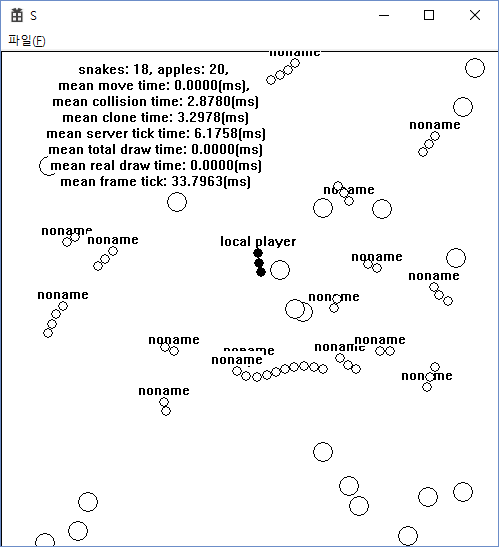 S
파일(F)
noname
snakes: 18, apples: 20,
mean move time: 0.0000(ms),
mean collision time: 2.8780(ms)
mean clone time: 3.2978(ms)
mean server tick time: 6.1758(ms)
mean total draw time: 0.0000(ms)
mean real draw time: 0.0000(ms)
mean frame tick: 33.7963(ms)
noname
noname
noname
noname
local player
noname
noname
noname
noname
noname
noname
noname
noname
noname
noname
noname